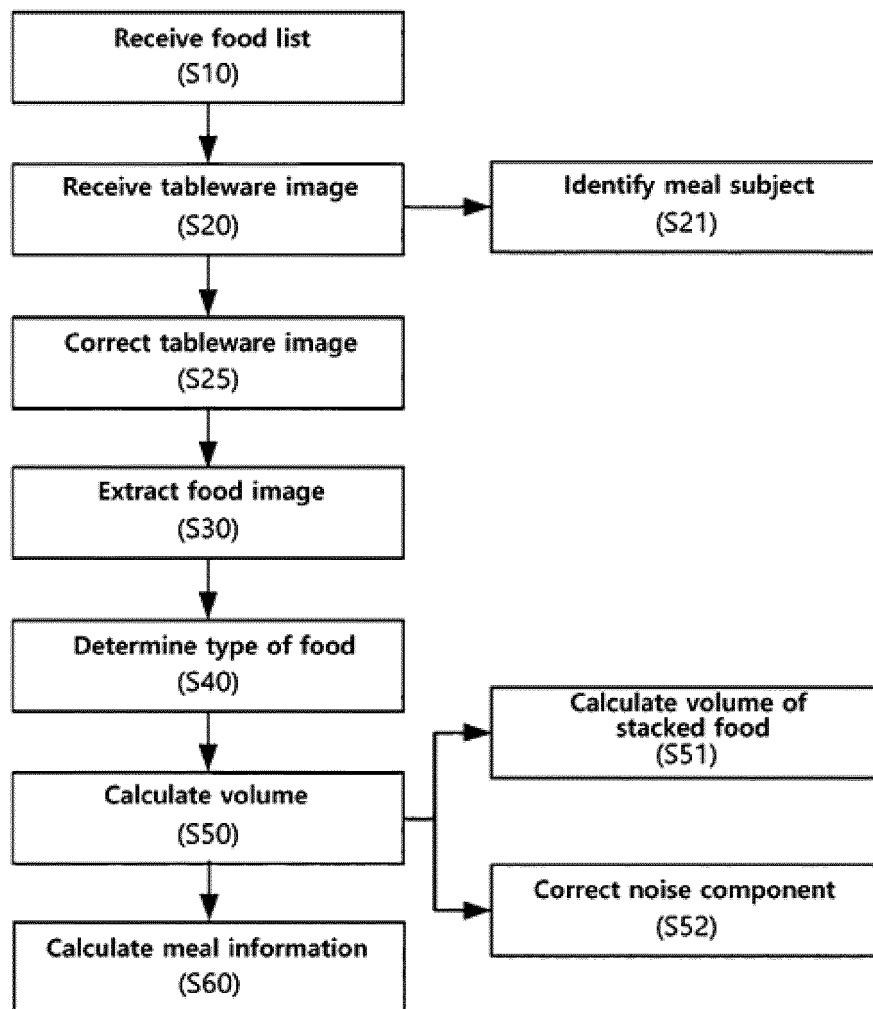 Receive food list
(S10)
Receive tableware image
(S20)
Identify meal subject
(S21)
Correct tableware image
(S25)
Extract food image
(S30)
Determine type of food
(S40)
Calculate volume of
stacked food
(S51)
Calculate volume
(S50)
Correct noise component
(S52)
Calculate meal information
(S60)